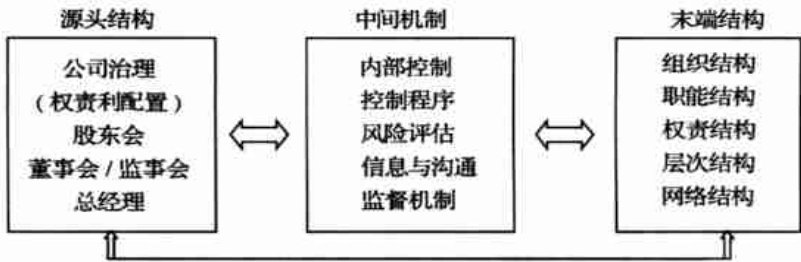 源头结构
公司治理
（权责利配置）
股东会
董事会 / 监事会
总经理
中间机制
内部控制
控制程序
风险评估
信息与沟通
监督机制
末端结构
组织结构
职能结构
权责结构
层次结构
网络结构